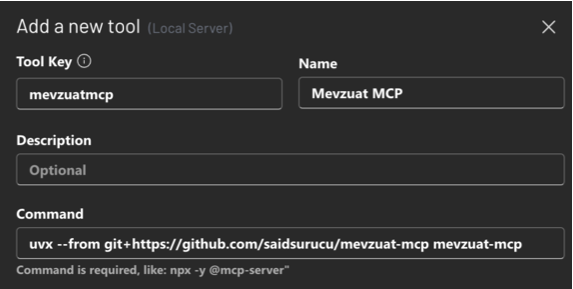 Add a new tool (Local Server)
Tool Key Name
mevzuatmcp Mevzuat MCP
Description
Optional
Command
uvx --from git+https://github.com/saidsurucu/mevzuat-mcp mevzuat-mcp
Command is required, like: npx -y @mcp-server"